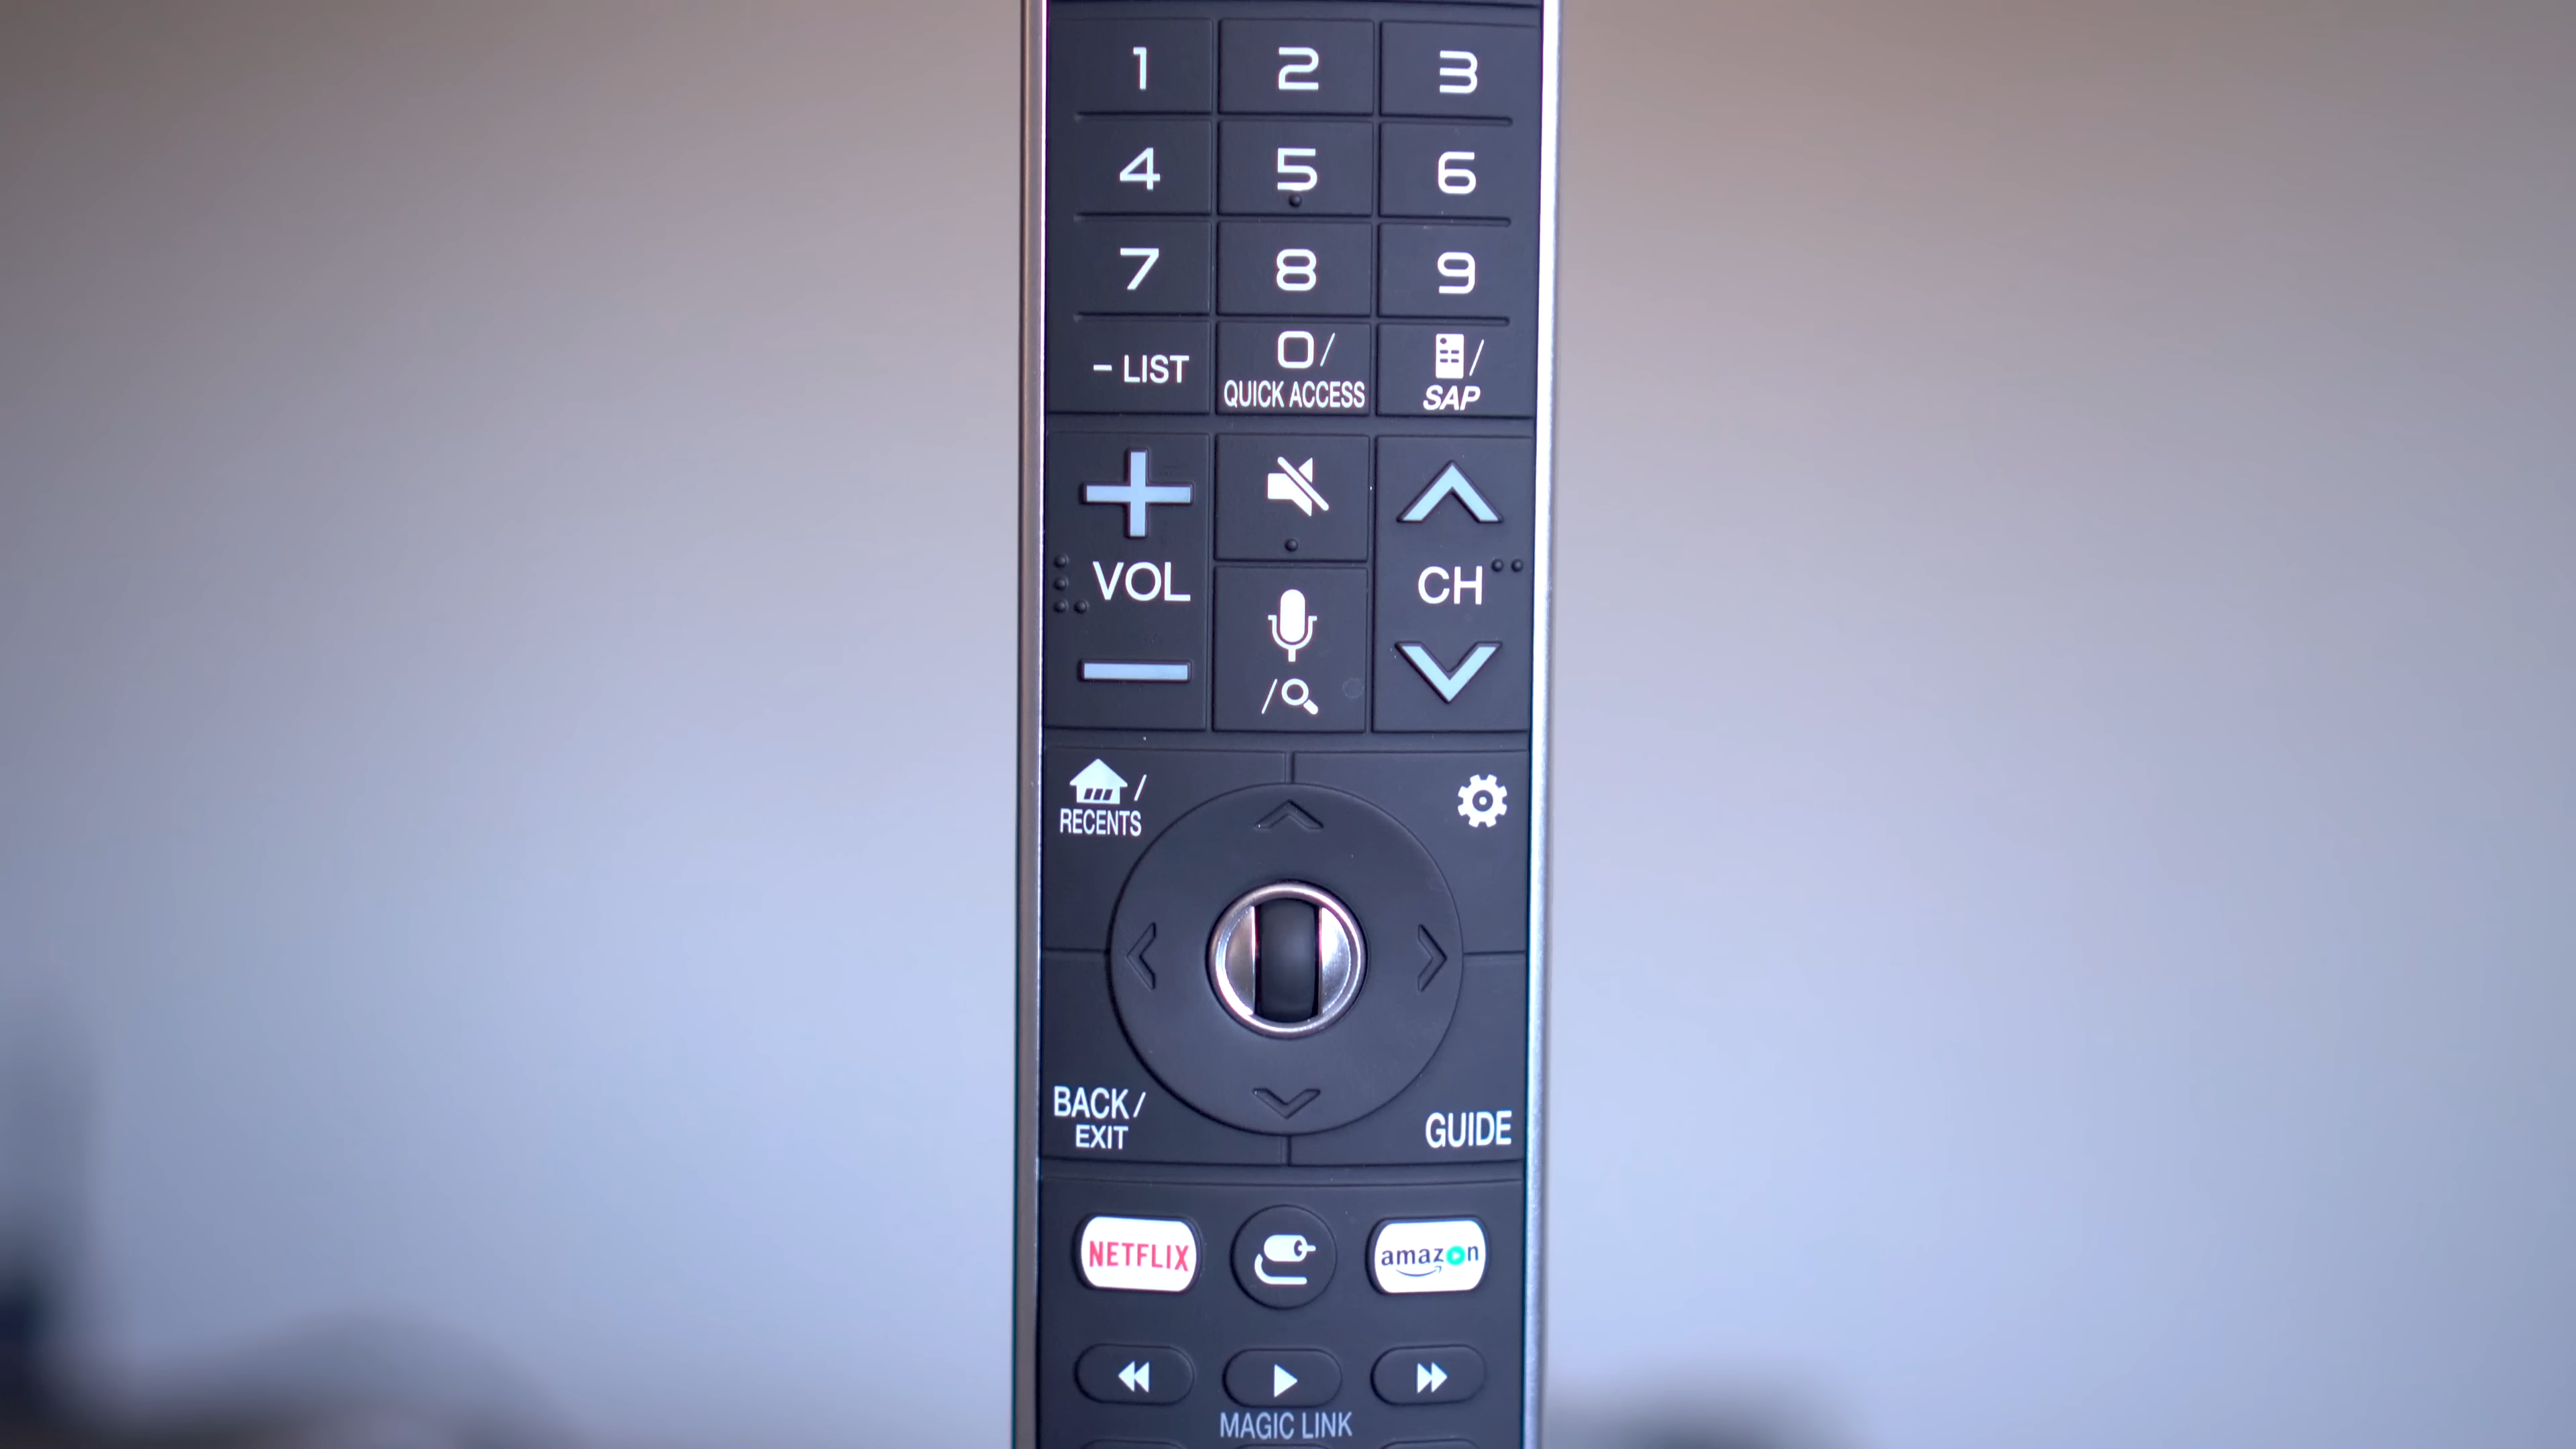 1 2 3
4 5 6
7 8 9
- LIST
0/
QUICK ACCESS
/
SAP
+
VOL
-
CH
/
/
RECENTS
BACK/
EXIT
GUIDE
NETFLIX
amazon
MAGIC LINK